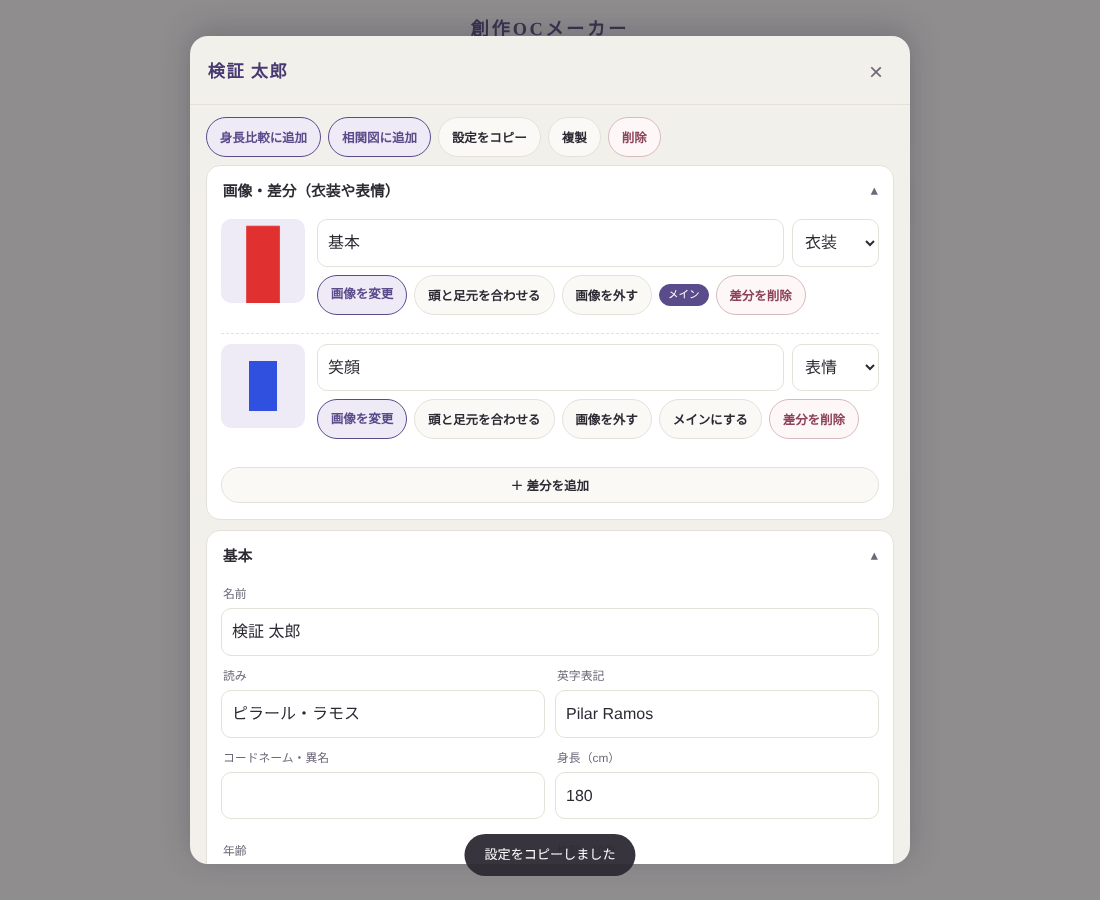 創作OCメーカー
検証 太郎
×
身長比較に追加 相関図に追加 設定をコピー 複製 削除
画像・差分（衣装や表情） ▲
基本 衣装
画像を変更 頭と足元を合わせる 画像を外す メイン 差分を削除
笑顔 表情
画像を変更 頭と足元を合わせる 画像を外す メインにする 差分を削除
＋ 差分を追加
基本 ▲
名前
検証 太郎
読み 英字表記
ピラール・ラモス Pilar Ramos
コードネーム・異名 身長（cm）
180
年齢
設定をコピーしました